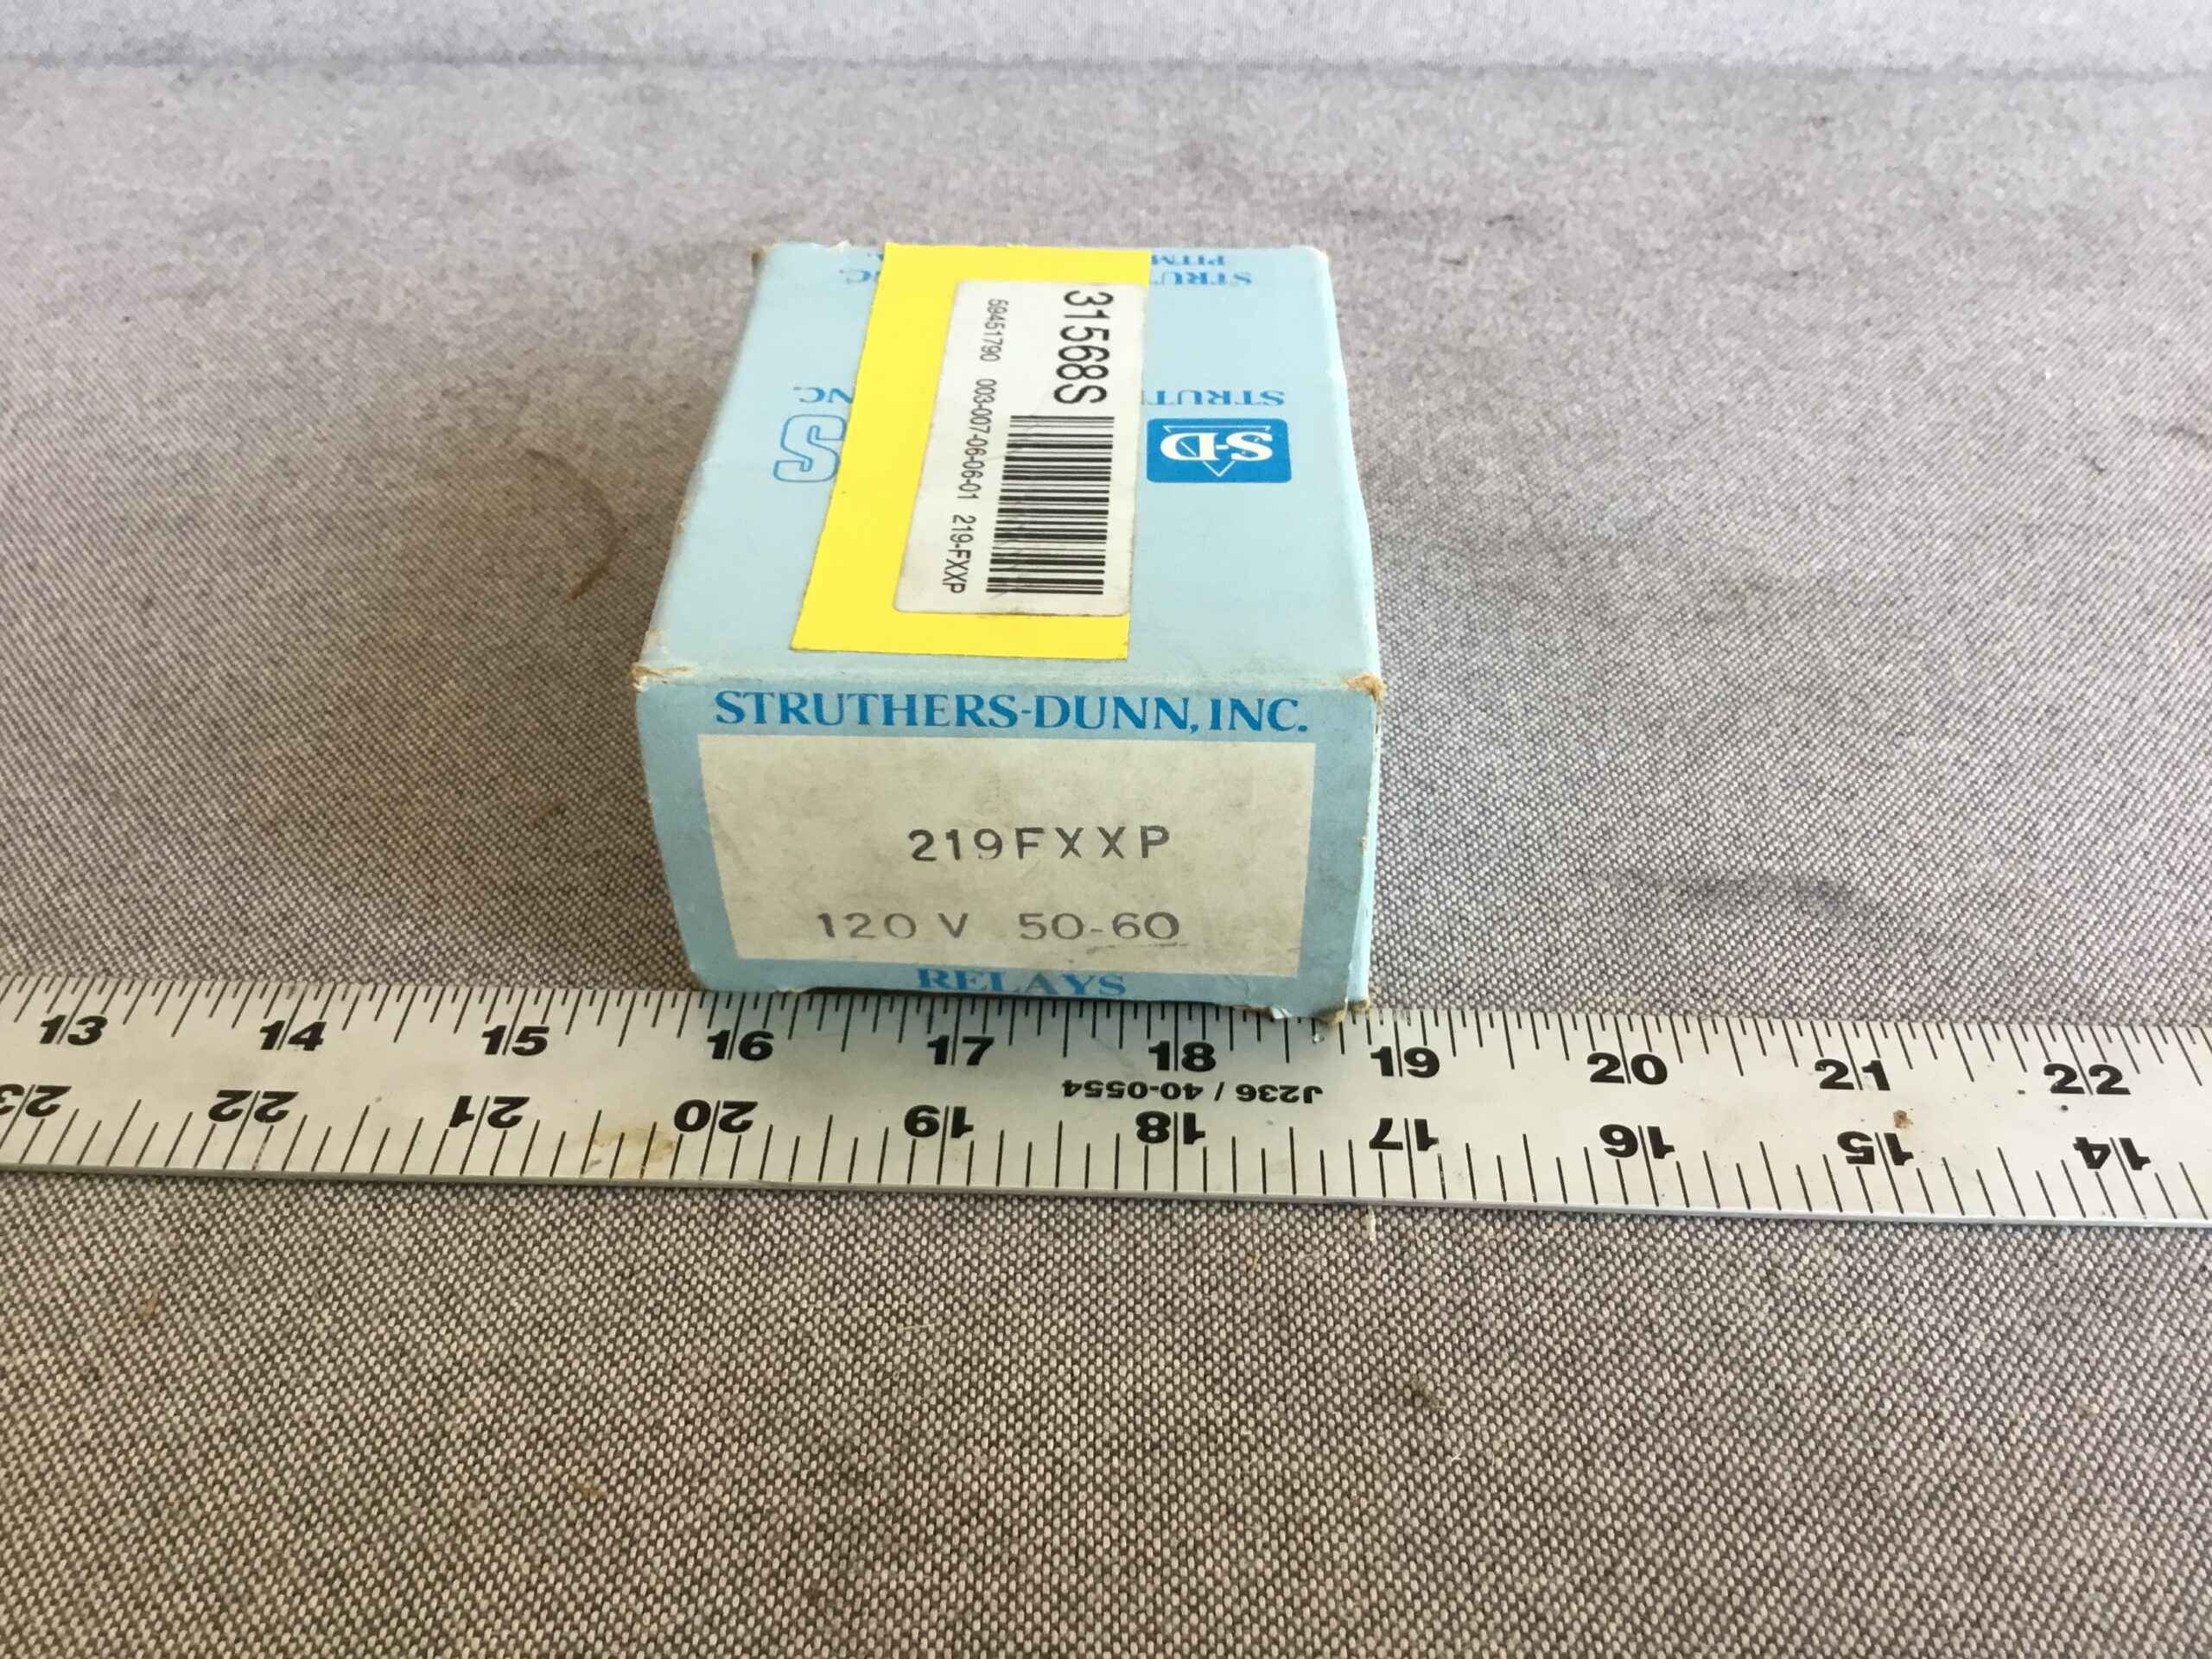 31568S
59451790 003-007-06-06-01 219-FXXP
S-D
STRUTHERS-DUNN, INC.
219FXXP
120 V 50-60
RELAYS
13 14 15 16 17 18 19 20 21 22
J236 / 40-0554
23 22 21 20 19 18 17 16 15 14